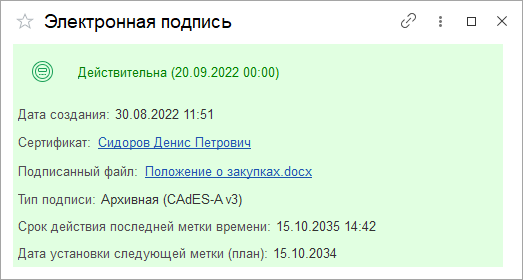 Электронная подпись
Действительна (20.09.2022 00:00)
Дата создания: 30.08.2022 11:51
Сертификат: Сидоров Денис Петрович
Подписанный файл: Положение о закупках.docx
Тип подписи: Архивная (CAdES-A v3)
Срок действия последней метки времени: 15.10.2035 14:42
Дата установки следующей метки (план): 15.10.2034